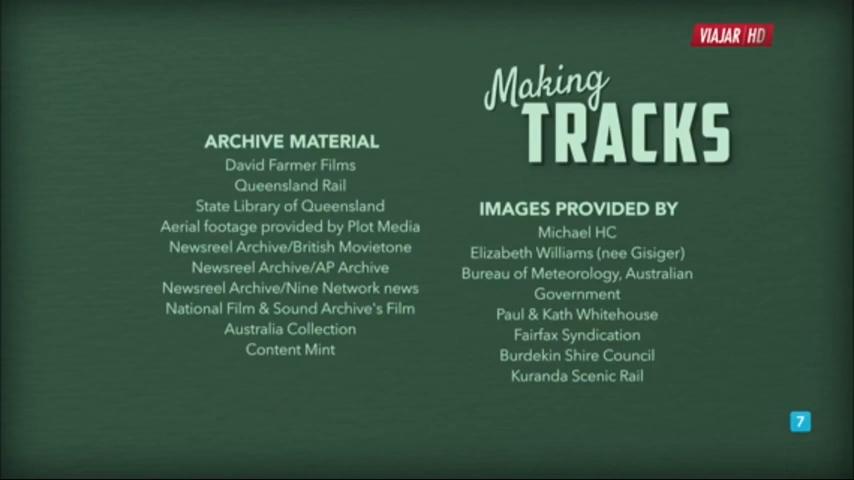 VIAJAR HD
Making
TRACKS
ARCHIVE MATERIAL
David Farmer Films
Queensland Rail
State Library of Queensland
Aerial footage provided by Plot Media
Newsreel Archive/British Movietone
Newsreel Archive/AP Archive
Newsreel Archive/Nine Network news
National Film & Sound Archive's Film
Australia Collection
Content Mint
IMAGES PROVIDED BY
Michael HC
Elizabeth Williams (nee Gisiger)
Bureau of Meteorology, Australian
Government
Paul & Kath Whitehouse
Fairfax Syndication
Burdekin Shire Council
Kuranda Scenic Rail
7